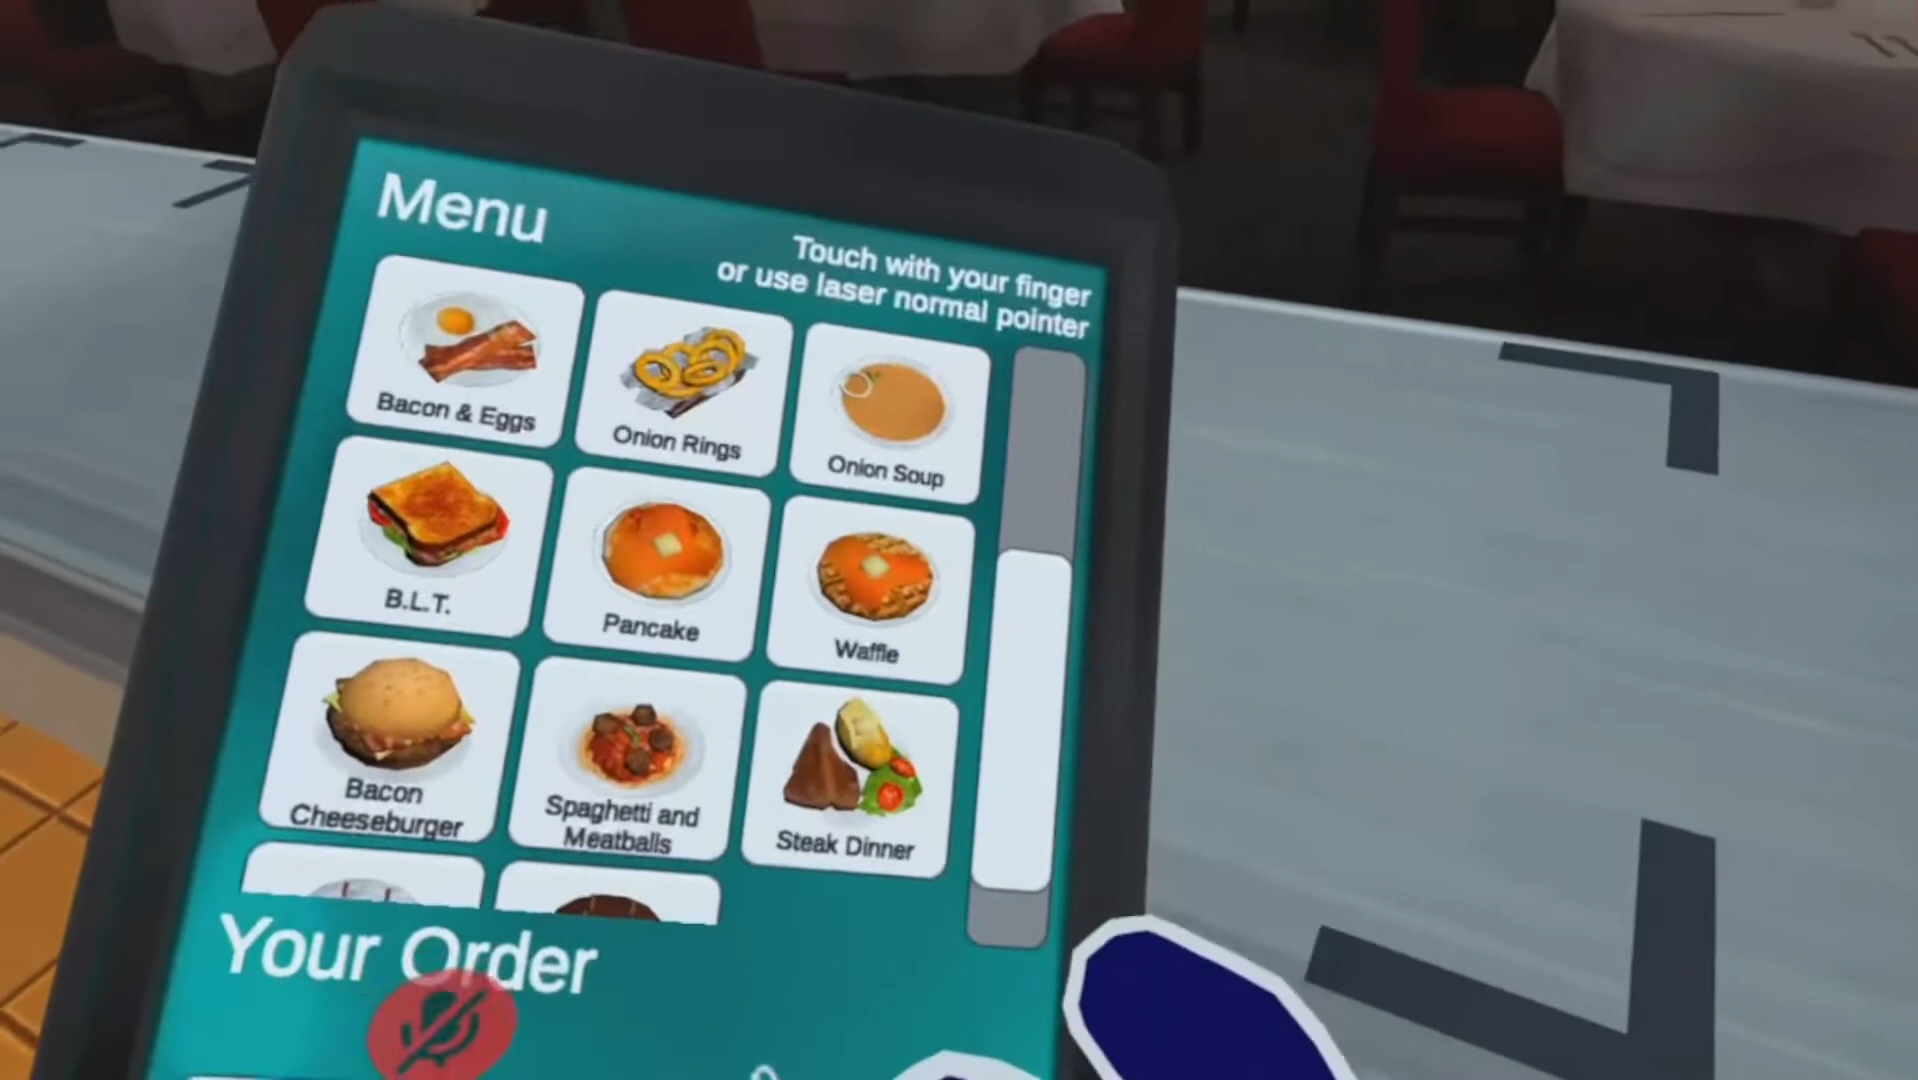 Menu
Touch with your finger
or use laser normal pointer
Bacon & Eggs
Onion Rings
Onion Soup
B.L.T.
Pancake
Waffle
Bacon
Cheeseburger
Spaghetti and
Meatballs
Steak Dinner
Your Order